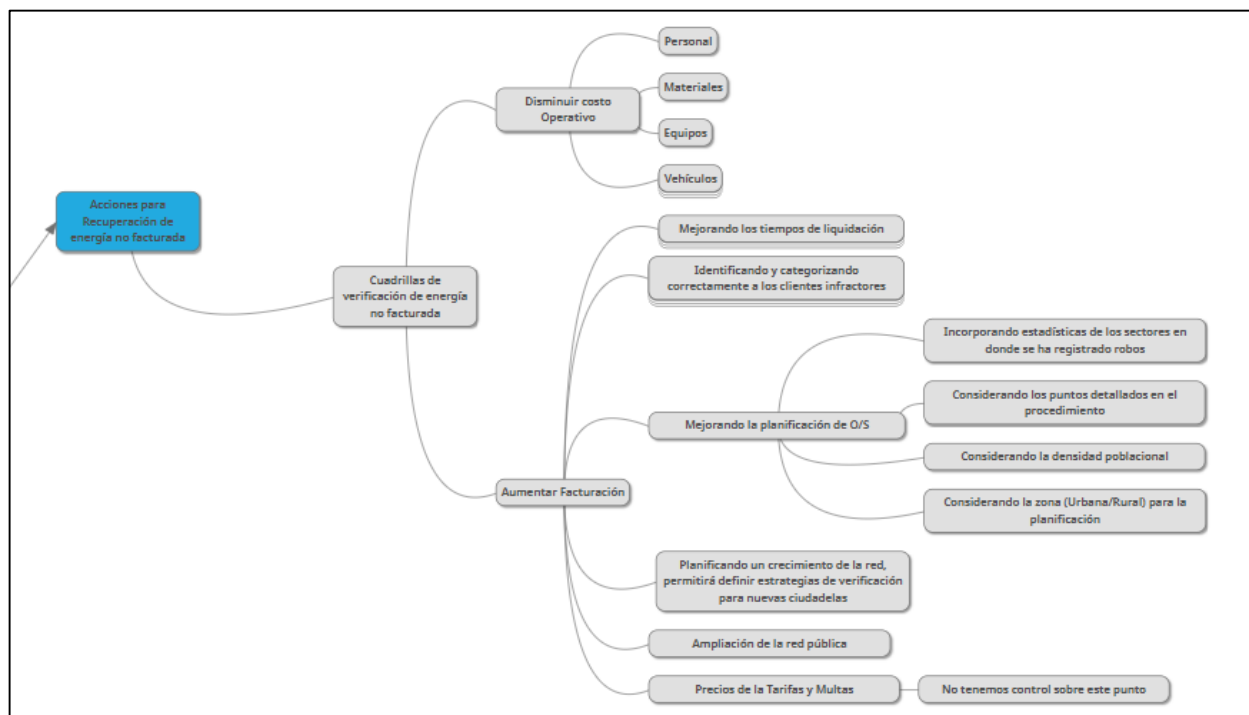 Personal
Materiales
Disminuir costo
Operativo
Equipos
Vehículos
Acciones para
Recuperación de
energía no facturada
Mejorando los tiempos de liquidación
Identificando y categorizando
correctamente a los clientes infractores
Cuadrillas de
verificación de energía
no facturada
Incorporando estadísticas de los sectores en
donde se ha registrado robos
Considerando los puntos detallados en el
procedimiento
Mejorando la planificación de O/S
Considerando la densidad poblacional
Aumentar Facturación
Considerando la zona (Urbana/Rural) para la
planificación
Planificando un crecimiento de la red,
permitirá definir estrategias de verificación
para nuevas ciudadelas
Ampliación de la red pública
Precios de la Tarifas y Multas
No tenemos control sobre este punto